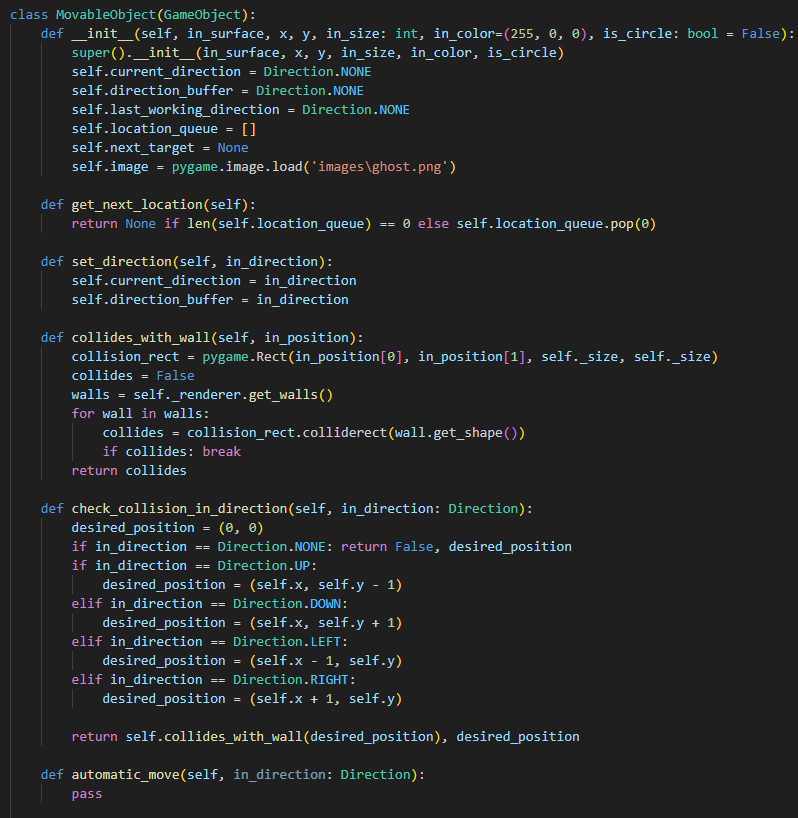 class MovableObject(GameObject):
    def __init__(self, in_surface, x, y, in_size: int, in_color=(255, 0, 0), is_circle: bool = False):
        super().__init__(in_surface, x, y, in_size, in_color, is_circle)
        self.current_direction = Direction.NONE
        self.direction_buffer = Direction.NONE
        self.last_working_direction = Direction.NONE
        self.location_queue = []
        self.next_target = None
        self.image = pygame.image.load('images\ghost.png')

    def get_next_location(self):
        return None if len(self.location_queue) == 0 else self.location_queue.pop(0)

    def set_direction(self, in_direction):
        self.current_direction = in_direction
        self.direction_buffer = in_direction

    def collides_with_wall(self, in_position):
        collision_rect = pygame.Rect(in_position[0], in_position[1], self._size, self._size)
        collides = False
        walls = self._renderer.get_walls()
        for wall in walls:
            collides = collision_rect.colliderect(wall.get_shape())
            if collides: break
        return collides

    def check_collision_in_direction(self, in_direction: Direction):
        desired_position = (0, 0)
        if in_direction == Direction.NONE: return False, desired_position
        if in_direction == Direction.UP:
            desired_position = (self.x, self.y - 1)
        elif in_direction == Direction.DOWN:
            desired_position = (self.x, self.y + 1)
        elif in_direction == Direction.LEFT:
            desired_position = (self.x - 1, self.y)
        elif in_direction == Direction.RIGHT:
            desired_position = (self.x + 1, self.y)

        return self.collides_with_wall(desired_position), desired_position

    def automatic_move(self, in_direction: Direction):
        pass